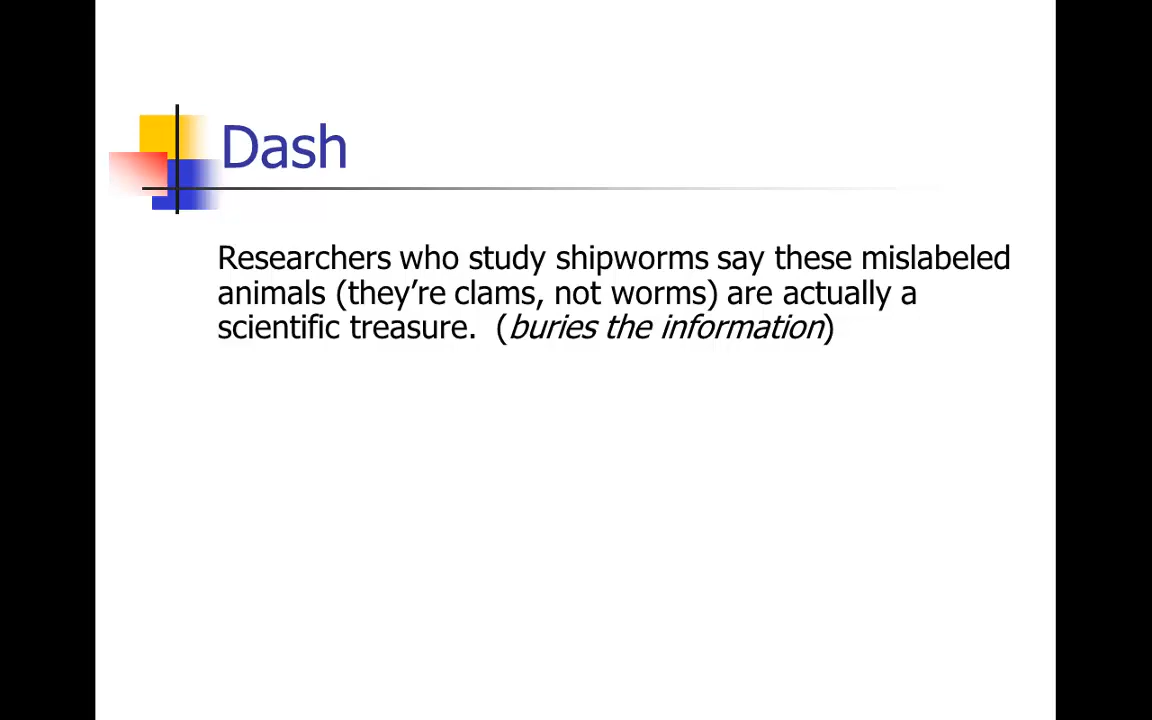 Dash
Researchers who study shipworms say these mislabeled
animals (they’re clams, not worms) are actually a
scientific treasure.  (buries the information)